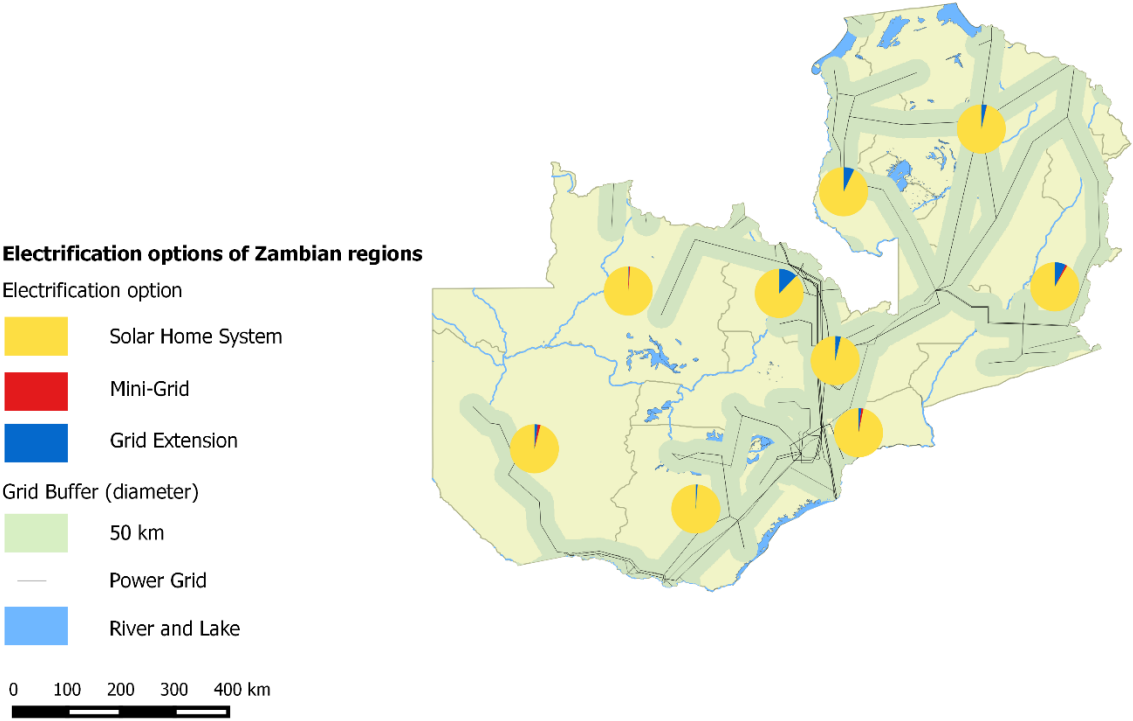 Electrification options of Zambian regions
Electrification option
Solar Home System
Mini-Grid
Grid Extension
Grid Buffer (diameter)
50 km
Power Grid
River and Lake
0 100 200 300 400 km